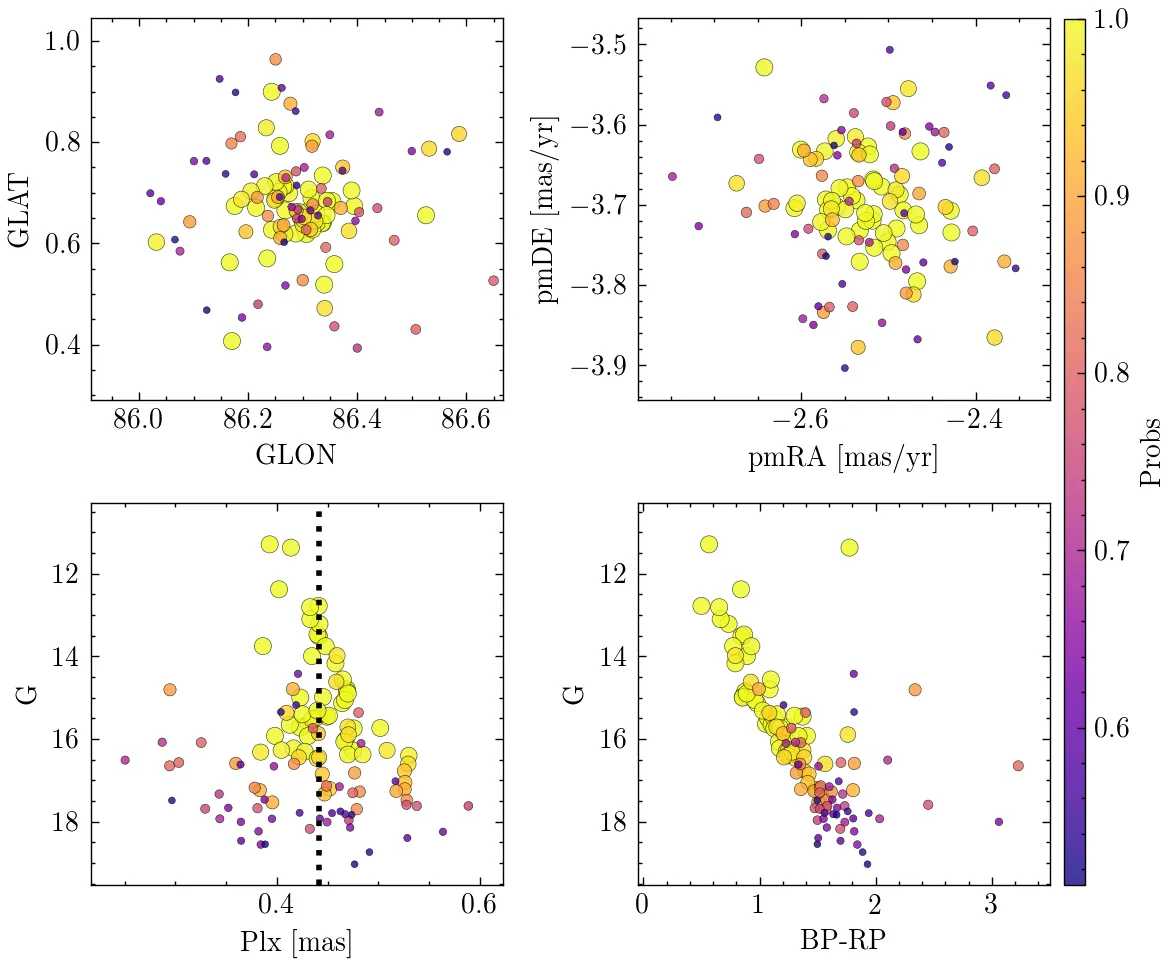 1.0
0.8
0.6
0.4
GLAT
86.0 86.2 86.4 86.6
GLON
−3.5
−3.6
−3.7
−3.8
−3.9
pmDE [mas/yr]
−2.6 −2.4
pmRA [mas/yr]
1.0
0.9
0.8
0.7
0.6
Probs
12
14
16
18
G
0.4 0.6
Plx [mas]
12
14
16
18
G
0 1 2 3
BP-RP